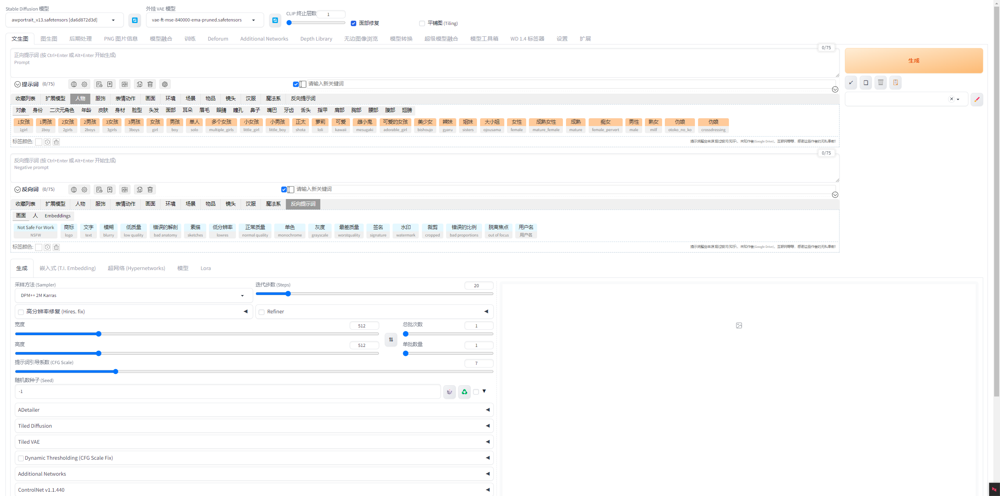 Stable Diffusion 模型
外挂 VAE 模型
CLIP 终止层数 1
awportrait_v13.safetensors [da6d872d3d]
vae-ft-mse-840000-ema-pruned.safetensors
面部修复
平铺图 (Tiling)
文生图 图生图 后期处理 PNG 图片信息 模型融合 训练 Deforum Additional Networks Depth Library 无边图像浏览 模型转换 超级模型融合 模型工具箱 WD 1.4 标签器 设置 扩展
0/75
正向提示词 (按 Ctrl+Enter 或 Alt+Enter 开始生成)
Prompt
生成
提示词 (0/75) 请输入新关键词
收藏列表 扩展模型 人物 服饰 表情动作 画面 环境 场景 物品 镜头 汉服 魔法系 反向提示词
对象 身份 二次元角色 年龄 皮肤 身材 脸型 头发 面部 耳朵 眉毛 眼睛 瞳孔 鼻子 嘴巴 牙齿 舌头 指甲 肩部 胸部 腰部 腹部 翅膀
1女孩 1男孩 2女孩 2男孩 3女孩 3男孩 女孩 男孩 单人 多个女孩 小女孩 小男孩 正太 萝莉 可爱 雌小鬼 可爱的女孩 美少女 辣妹 姐妹 大小姐 女性 成熟女性 成熟 痴女 男性 熟女 伪娘 伪娘
1girl 1boy 2girls 2boys 3girls 3boys girl boy solo multiple_girls little_girl little_boy shota loli kawaii mesugaki adorable_girl bishoujo gyaru sisters ojousama female mature_female mature female_pervert male milf otoko_no_ko crossdressing
标签颜色:
提示词整合来源 路过银河(知乎)、未知作者(Google Drive)、互联网等等，感谢这些作者的无私奉献！
0/75
反向提示词 (按 Ctrl+Enter 或 Alt+Enter 开始生成)
Negative prompt
反向词 (0/75) 请输入新关键词
收藏列表 扩展模型 人物 服饰 表情动作 画面 环境 场景 物品 镜头 汉服 魔法系 反向提示词
画面 人 Embeddings
Not Safe For Work 商标 文字 模糊 低质量 错误的解剖 素描 低分辨率 正常质量 单色 灰度 最差质量 签名 水印 裁剪 错误的比例 脱离焦点 用户名
NSFW logo text blurry low quality bad anatomy sketches lowres normal quality monochrome grayscale worstquality signature watermark cropped bad proportions out of focus 用户名
标签颜色:
提示词整合来源 路过银河(知乎)、未知作者(Google Drive)、互联网等等，感谢这些作者的无私奉献！
生成 嵌入式 (T.I. Embedding) 超网络 (Hypernetworks) 模型 Lora
采样方法 (Sampler)
迭代步数 (Steps) 20
DPM++ 2M Karras
高分辨率修复 (Hires. fix)
Refiner
宽度 512
总批次数 1
高度 512
单批数量 1
提示词引导系数 (CFG Scale) 7
随机数种子 (Seed)
-1
ADetailer
Tiled Diffusion
Tiled VAE
Dynamic Thresholding (CFG Scale Fix)
Additional Networks
ControlNet v1.1.440